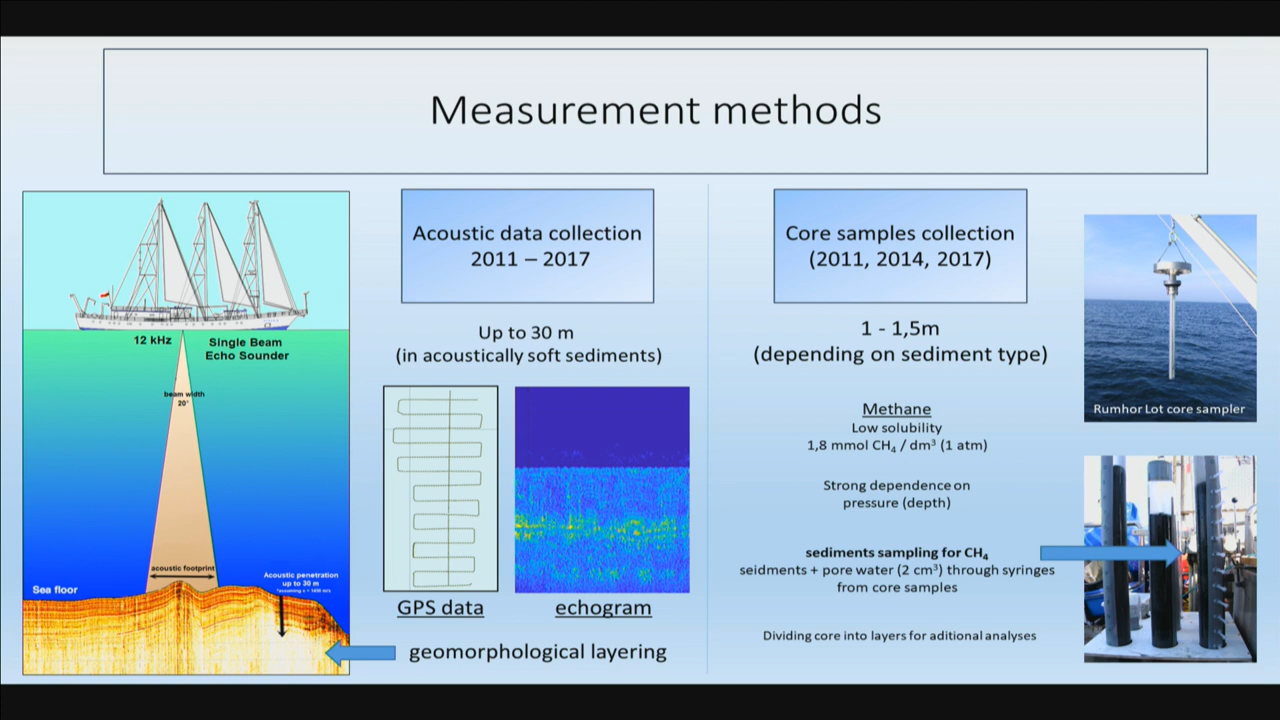 Measurement methods
12 kHz
Single Beam
Echo Sounder
beam width
20°
acoustic footprint
Sea floor
Acoustic penetration
up to 30 m
Acoustic data collection
2011 – 2017
Up to 30 m
(in acoustically soft sediments)
GPS data
echogram
geomorphological layering
Core samples collection
(2011, 2014, 2017)
1 - 1,5m
(depending on sediment type)
Methane
Low solubility
1,8 mmol CH₄ / dm³ (1 atm)
Strong dependence on
pressure (depth)
sediments sampling for CH₄
seidments + pore water (2 cm³) through syringes
from core samples
Dividing core into layers for aditional analyses
Rumhor Lot core sampler